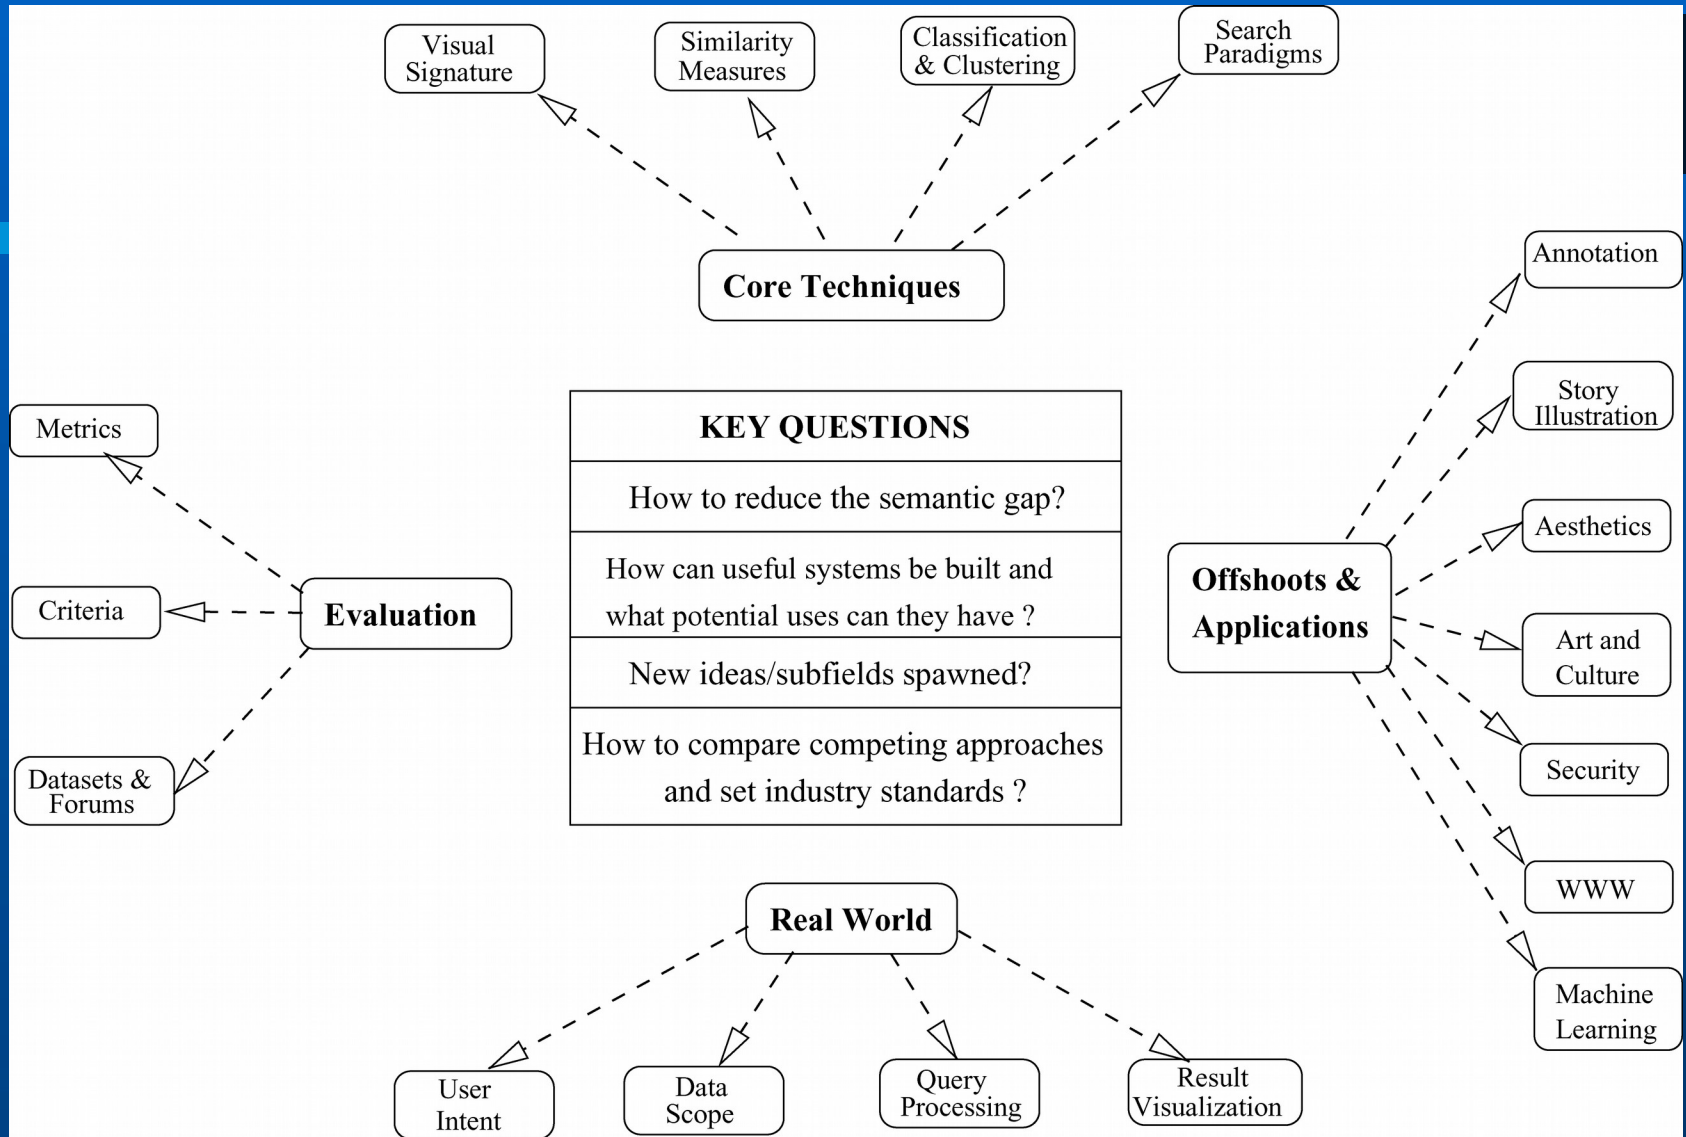 Visual
Signature
Similarity
Measures
Classification
& Clustering
Search
Paradigms
Core Techniques
Annotation
Story
Illustration
Aesthetics
Art and
Culture
Security
WWW
Machine
Learning
Offshoots &
Applications
Metrics
Criteria
Datasets &
Forums
Evaluation
KEY QUESTIONS
How to reduce the semantic gap?
How can useful systems be built and
what potential uses can they have ?
New ideas/subfields spawned?
How to compare competing approaches
and set industry standards ?
Real World
User
Intent
Data
Scope
Query
Processing
Result
Visualization